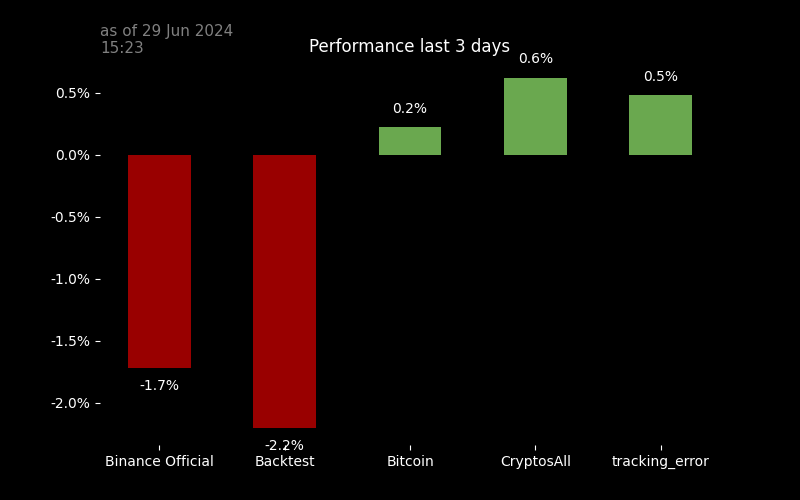 as of 29 Jun 2024
15:23
Performance last 3 days
0.6%
0.5%
0.2%
0.5%
0.0%
-0.5%
-1.0%
-1.5%
-2.0%
-1.7%
-2.2%
Binance Official
Backtest
Bitcoin
CryptosAll
tracking_error